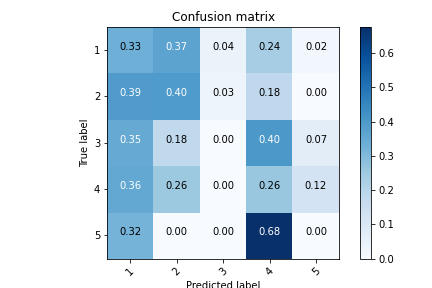 Confusion matrix
True label
1 0.33 0.37 0.04 0.24 0.02
2 0.39 0.40 0.03 0.18 0.00
3 0.35 0.18 0.00 0.40 0.07
4 0.36 0.26 0.00 0.26 0.12
5 0.32 0.00 0.00 0.68 0.00
1 2 3 4 5
Predicted label
0.6
0.5
0.4
0.3
0.2
0.1
0.0